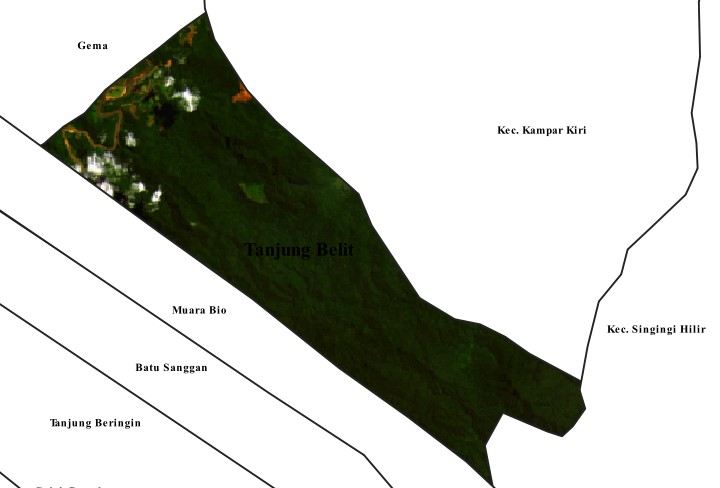 Gema
Kec. Kampar Kiri
Tanjung Belit
Muara Bio
Kec. Singingi Hilir
Batu Sanggan
Tanjung Beringin